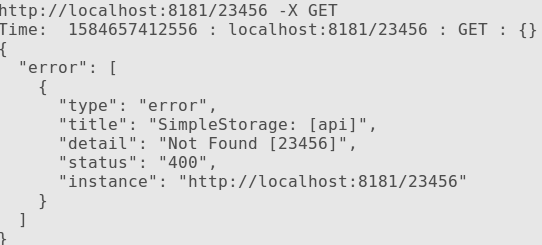 http://localhost:8181/23456 -X GET
Time:  1584657412556 : localhost:8181/23456 : GET : {}
{
  "error": [
    {
      "type": "error",
      "title": "SimpleStorage: [api]",
      "detail": "Not Found [23456]",
      "status": "400",
      "instance": "http://localhost:8181/23456"
    }
  ]
}